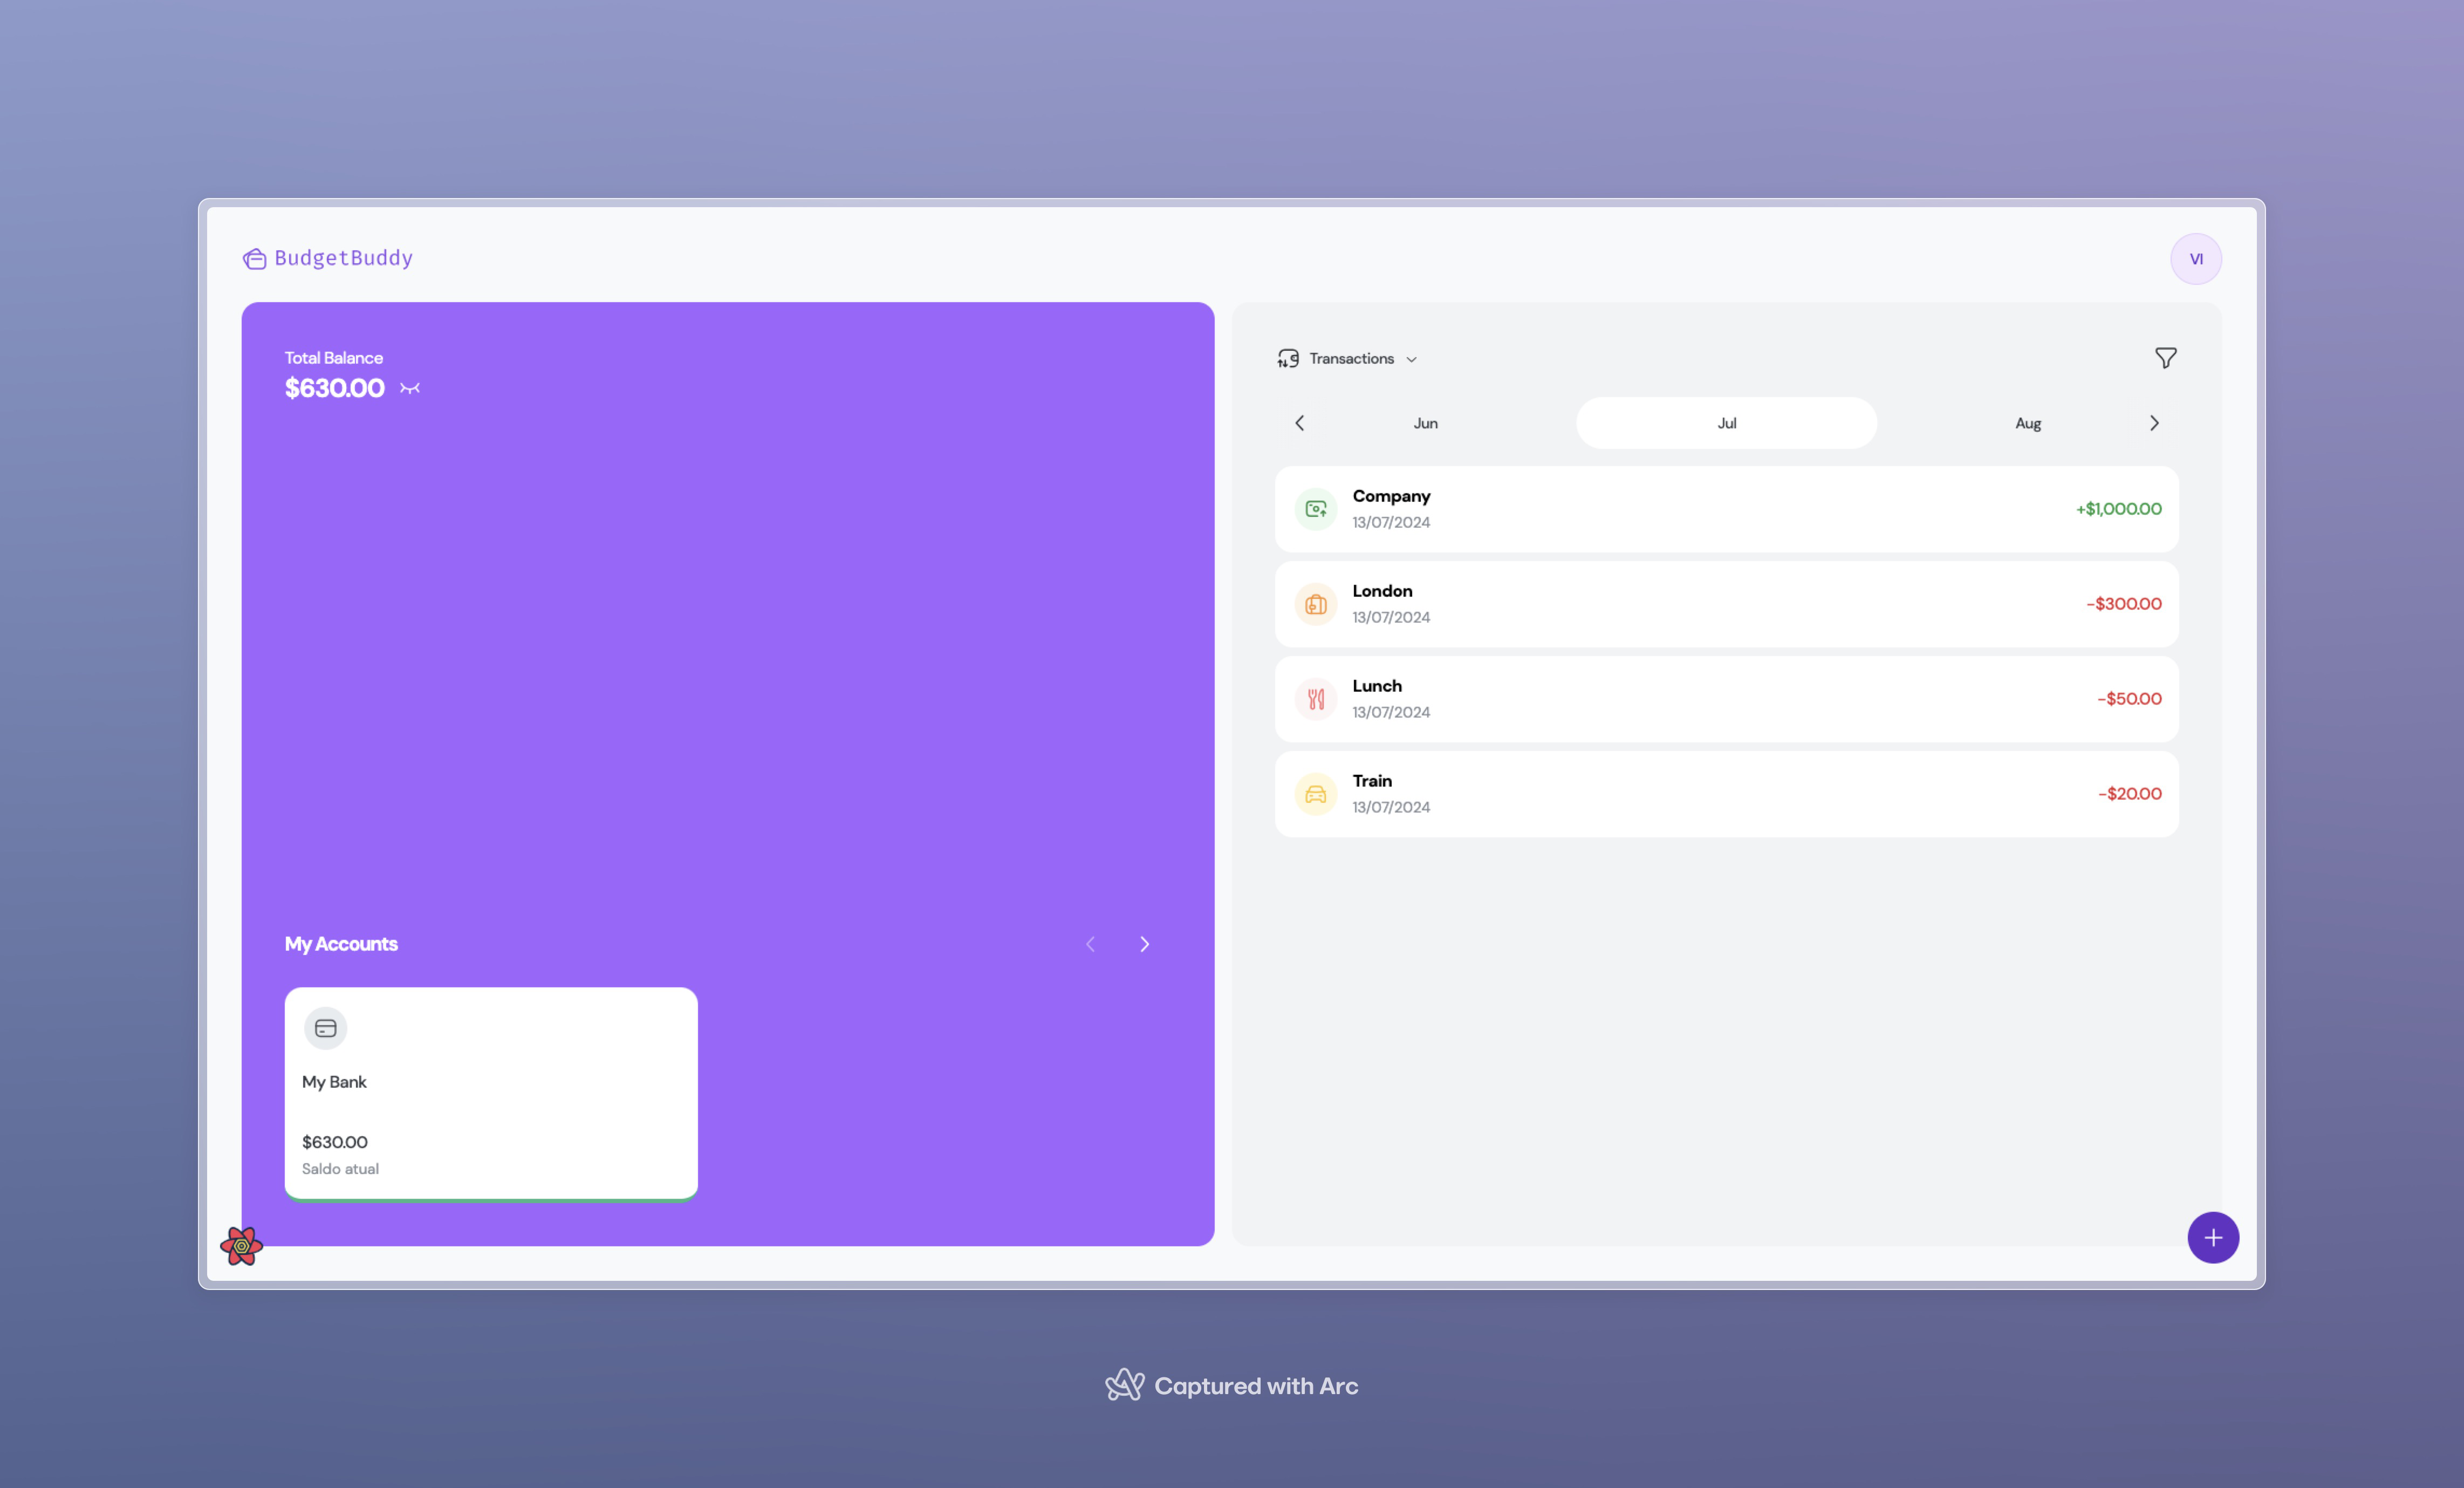 BudgetBuddy
VI
Total Balance
$630.00
My Accounts
My Bank
$630.00
Saldo atual
Transactions
Jun
Jul
Aug
Company
13/07/2024
+$1,000.00
London
13/07/2024
-$300.00
Lunch
13/07/2024
-$50.00
Train
13/07/2024
-$20.00
Captured with Arc